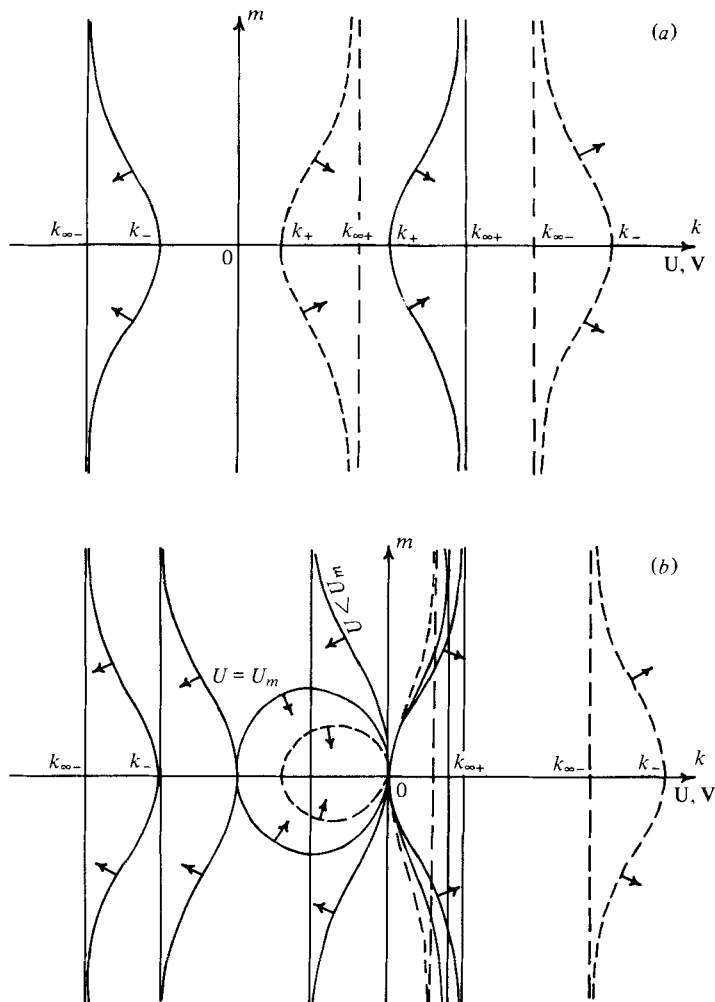 m
(a)
k∞− k− k+ k∞+ k+ k∞+ k∞− k− k
0
U, V
m
(b)
U < Um
U = Um
k∞− k− k∞+ k∞− k− k
0
U, V